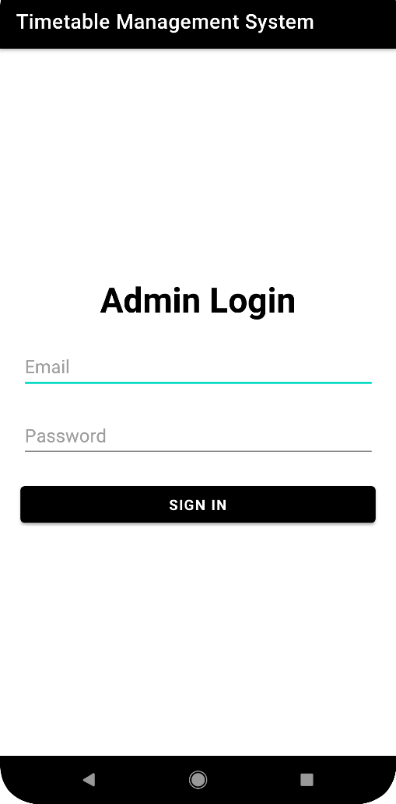 Timetable Management System
Admin Login
Email
Password
SIGN IN